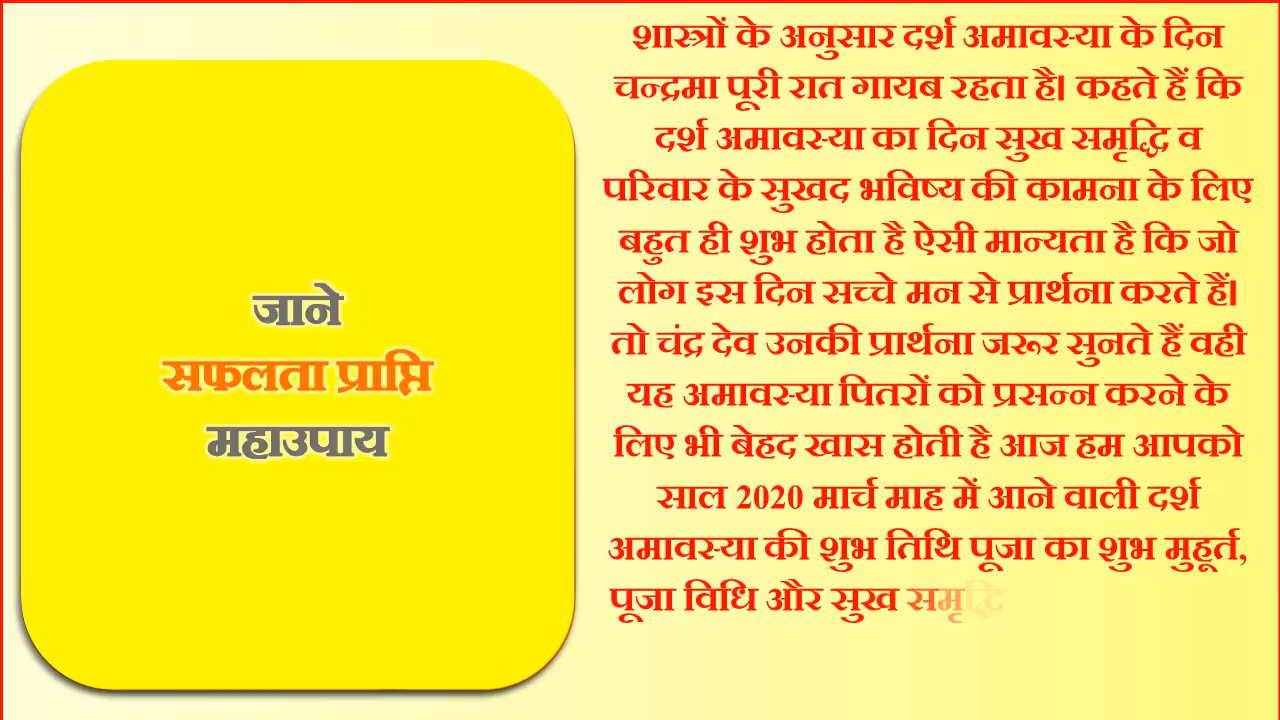 जाने
सफलता प्राप्ति
महाउपाय
शास्त्रों के अनुसार दर्श अमावस्या के दिन
चन्द्रमा पूरी रात गायब रहता है। कहते हैं कि
दर्श अमावस्या का दिन सुख समृद्धि व
परिवार के सुखद भविष्य की कामना के लिए
बहुत ही शुभ होता है ऐसी मान्यता है कि जो
लोग इस दिन सच्चे मन से प्रार्थना करते हैं।
तो चंद्र देव उनकी प्रार्थना जरूर सुनते हैं वही
यह अमावस्या पितरों को प्रसन्न करने के
लिए भी बेहद खास होती है आज हम आपको
साल 2020 मार्च माह में आने वाली दर्श
अमावस्या की शुभ तिथि पूजा का शुभ मुहूर्त,
पूजा विधि और सुख समृद्धि